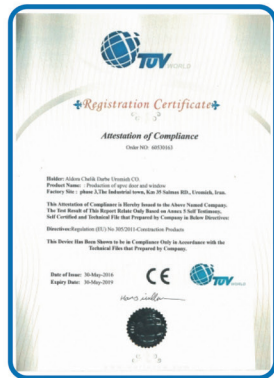 TUV
WORLD
Registration Certificate
Attestation of Compliance
Order NO: 60530363
Holder: Aldora Chalik Darbe Uromieh CO.
Product Name: : Production of upvc door and window
Factory Site : phase 3,The Industrial town, Km 35 Salmas RD., Uromieh, Iran.
This Attestation of Compliance is Hereby Issued to the Above Named Company.
The Test Result of This Report Relate Only Based on Annex 5 Self Testimony,
Self Certified and Technical File that Prepared by Company in Below Directives:
Directives:Regulation (EU) No 305/2011-Construction Products
This Device Has Been Shown to be in Compliance Only in Accordance with the
Technical Files that Prepared by Company.
Date of Issue: 30-May-2016
Expiry Date: 30-May-2019
CE
TUV
WORLD